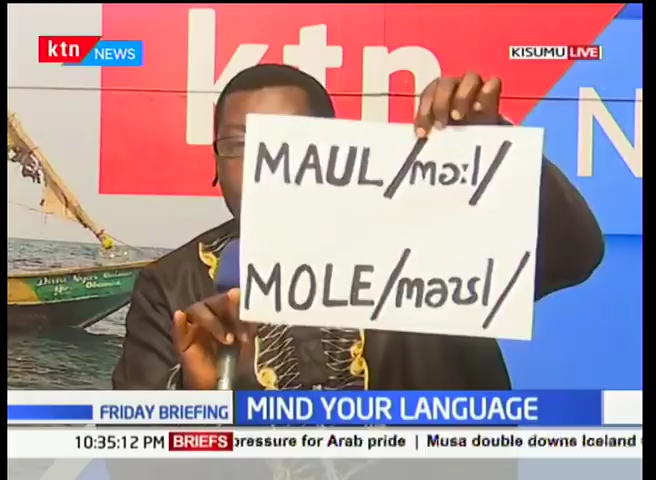 ktn NEWS
KISUMU LIVE
ktn
N
MAUL /mɔ:l/
MOLE /məʊl/
FRIDAY BRIEFING
MIND YOUR LANGUAGE
10:35:12 PM BRIEFS pressure for Arab pride | Musa double downs Iceland